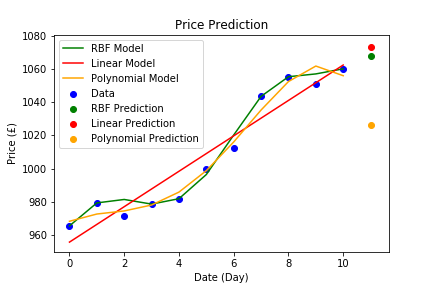 Price Prediction
1080
1060
1040
1020
1000
980
960
Price (£)
RBF Model
Linear Model
Polynomial Model
Data
RBF Prediction
Linear Prediction
Polynomial Prediction
0 2 4 6 8 10
Date (Day)